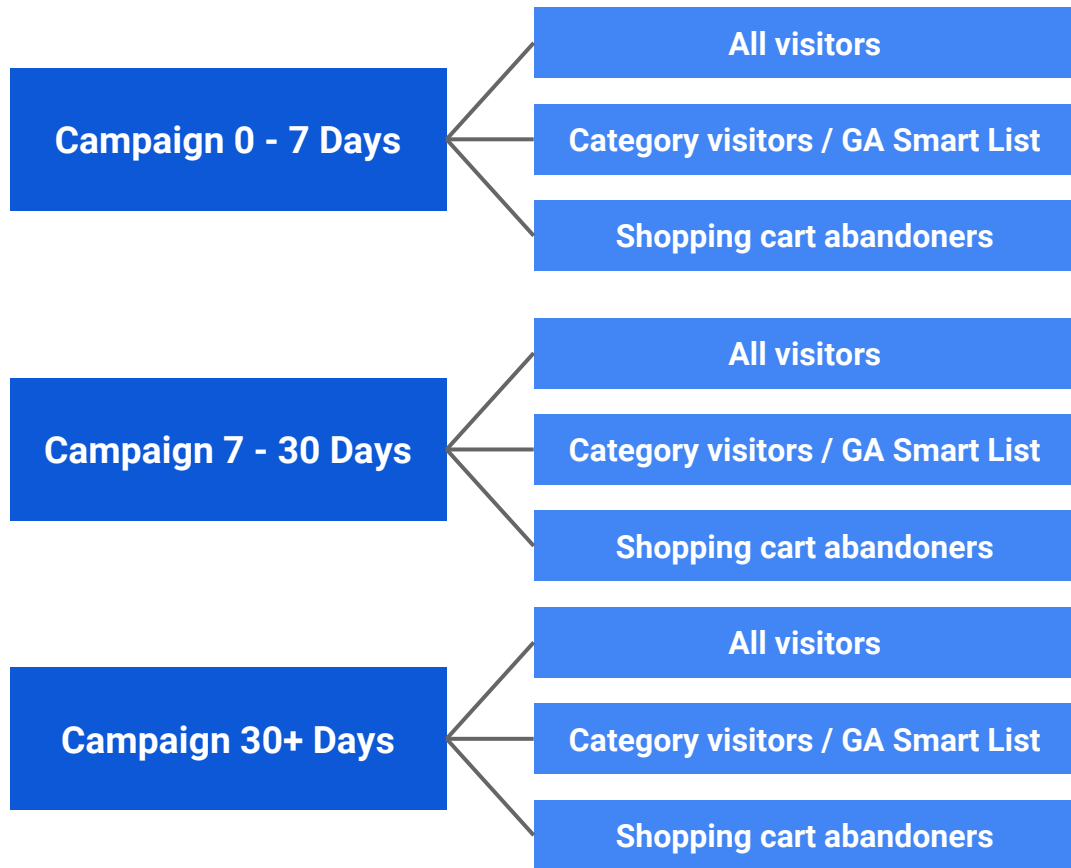 Campaign 0 - 7 Days
All visitors
Category visitors / GA Smart List
Shopping cart abandoners
Campaign 7 - 30 Days
All visitors
Category visitors / GA Smart List
Shopping cart abandoners
Campaign 30+ Days
All visitors
Category visitors / GA Smart List
Shopping cart abandoners